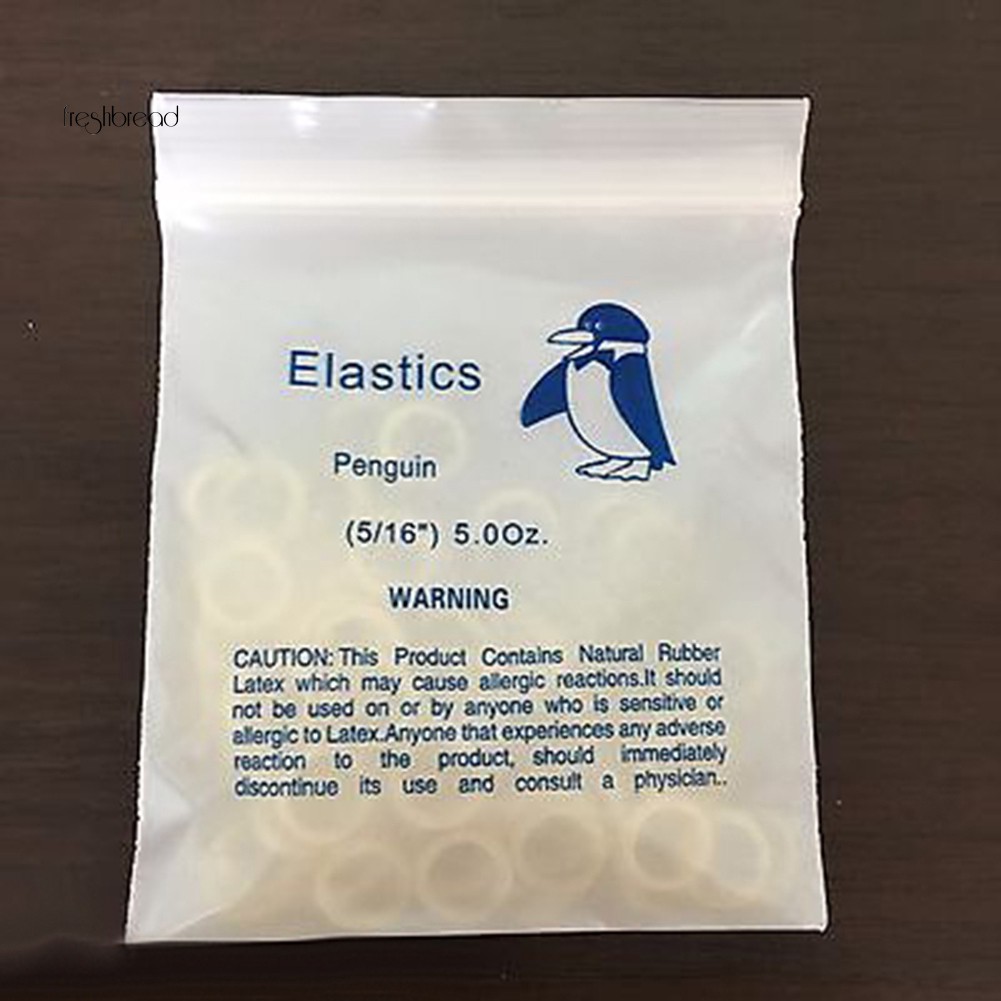 freshbread
Elastics
Penguin
(5/16") 5.0Oz.
WARNING
CAUTION: This Product Contains Natural Rubber
Latex which may cause allergic reactions.It should
not be used on or by anyone who is sensitive or
allergic to Latex.Anyone that experiences any adverse
reaction to the product, should immediately
discontinue its use and consult a physician..